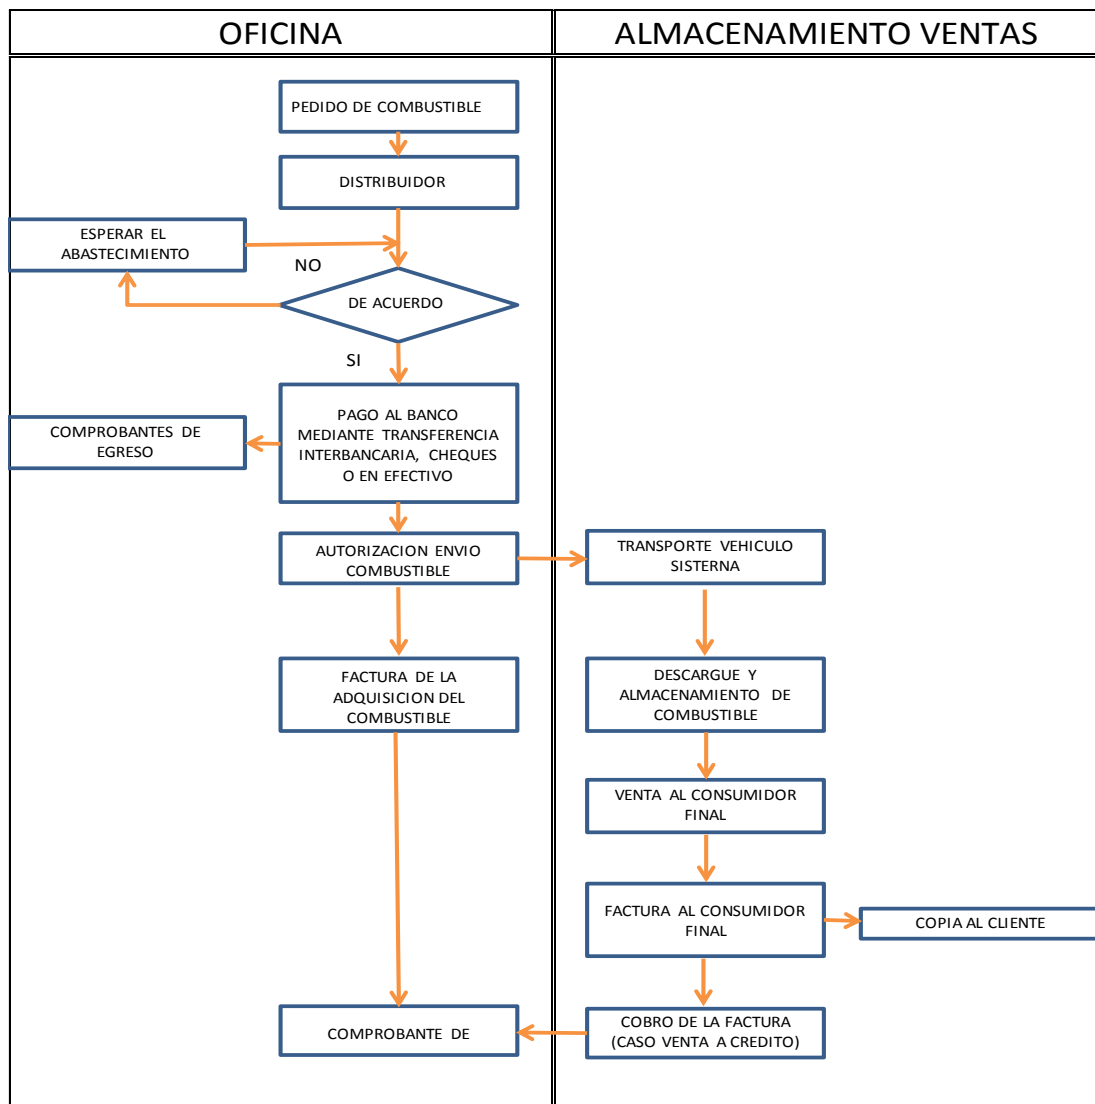 OFICINA
ALMACENAMIENTO VENTAS
PEDIDO DE COMBUSTIBLE
DISTRIBUIDOR
ESPERAR EL
ABASTECIMIENTO
NO
DE ACUERDO
SI
PAGO AL BANCO
MEDIANTE TRANSFERENCIA
INTERBANCARIA, CHEQUES
O EN EFECTIVO
COMPROBANTES DE
EGRESO
AUTORIZACION ENVIO
COMBUSTIBLE
TRANSPORTE VEHICULO
SISTERNA
FACTURA DE LA
ADQUISICION DEL
COMBUSTIBLE
DESCARGUE Y
ALMACENAMIENTO DE
COMBUSTIBLE
VENTA AL CONSUMIDOR
FINAL
FACTURA AL CONSUMIDOR
FINAL
COPIA AL CLIENTE
COMPROBANTE DE
COBRO DE LA FACTURA
(CASO VENTA A CREDITO)